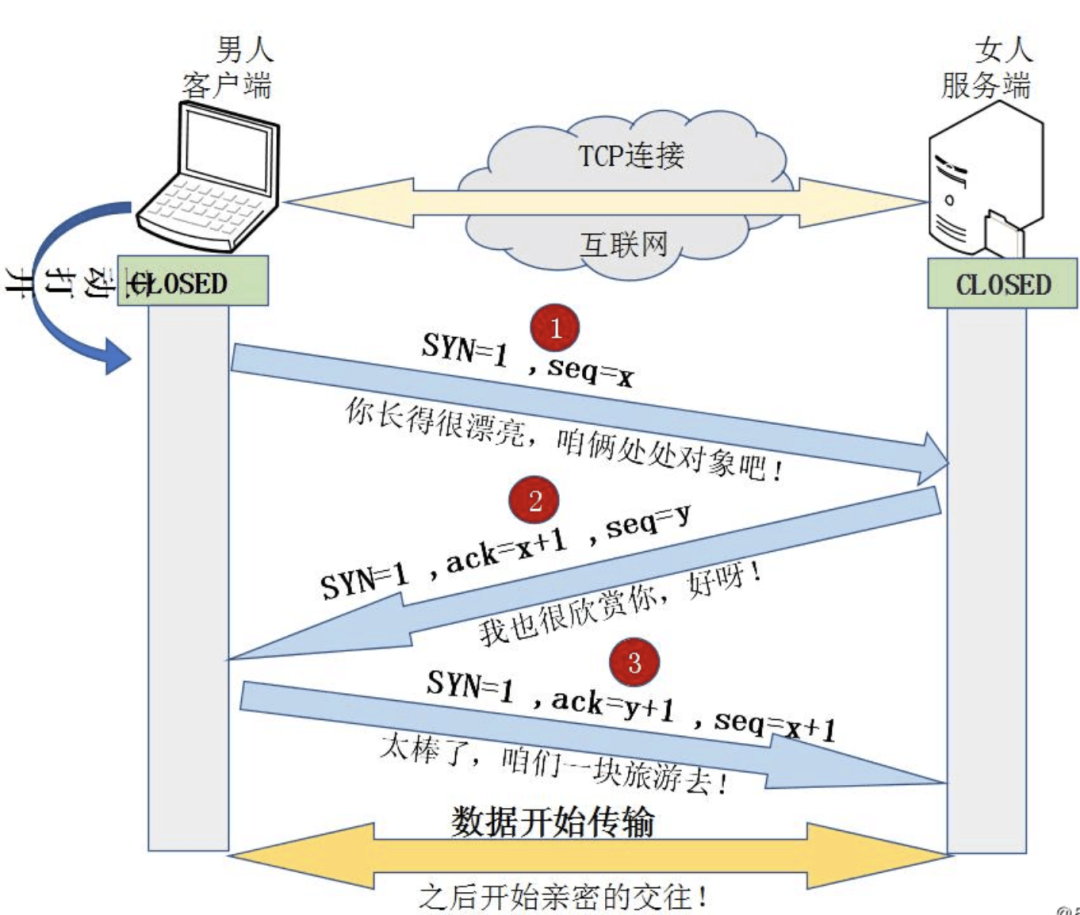 男人
客户端
女人
服务端
TCP连接
互联网
主动打开
CLOSED
CLOSED
1
SYN=1 ,seq=x
你长得很漂亮，咱俩处处对象吧！
2
SYN=1 ,ack=x+1 ,seq=y
我也很欣赏你，好呀！
3
SYN=1 ,ack=y+1 ,seq=x+1
太棒了，咱们一块旅游去！
数据开始传输
之后开始亲密的交往！